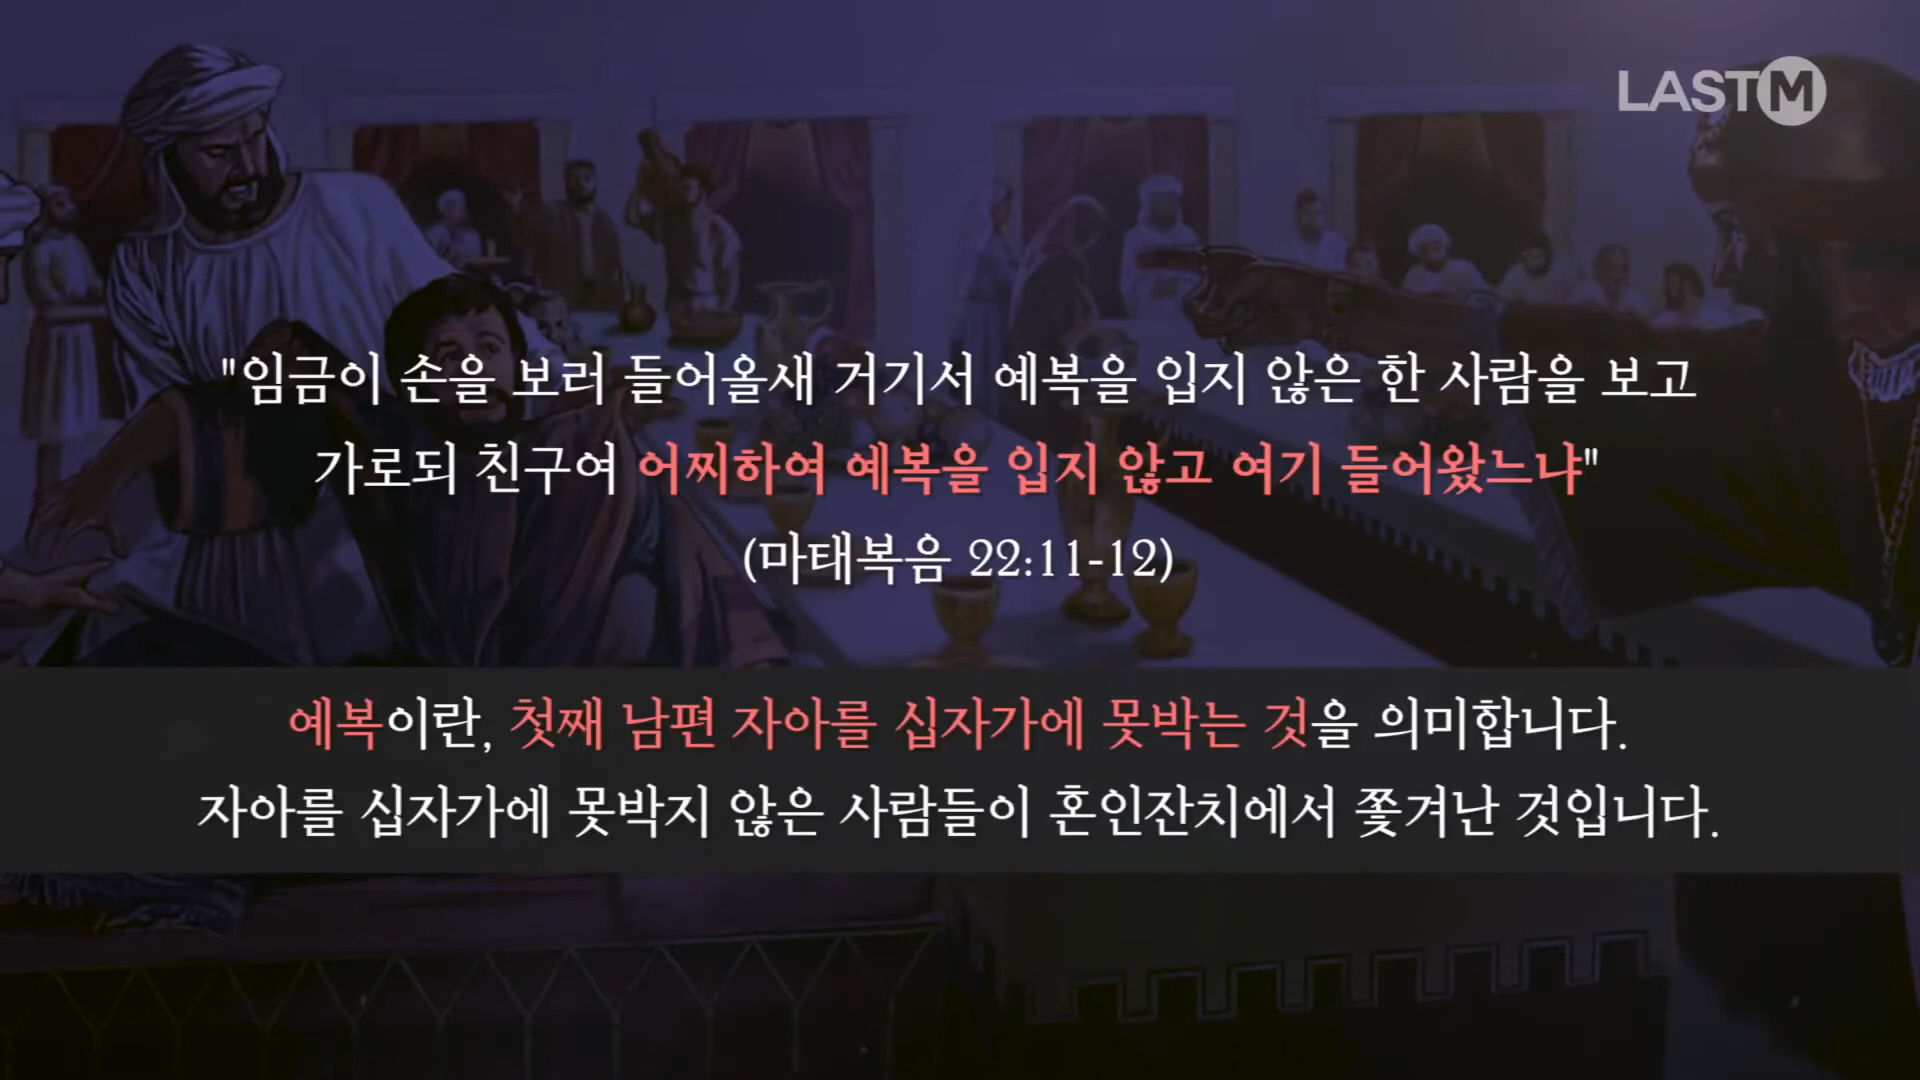 LASTM
"임금이 손을 보러 들어올새 거기서 예복을 입지 않은 한 사람을 보고
가로되 친구여 어찌하여 예복을 입지 않고 여기 들어왔느냐"
(마태복음 22:11-12)
예복이란, 첫째 남편 자아를 십자가에 못박는 것을 의미합니다.
자아를 십자가에 못박지 않은 사람들이 혼인잔치에서 쫓겨난 것입니다.